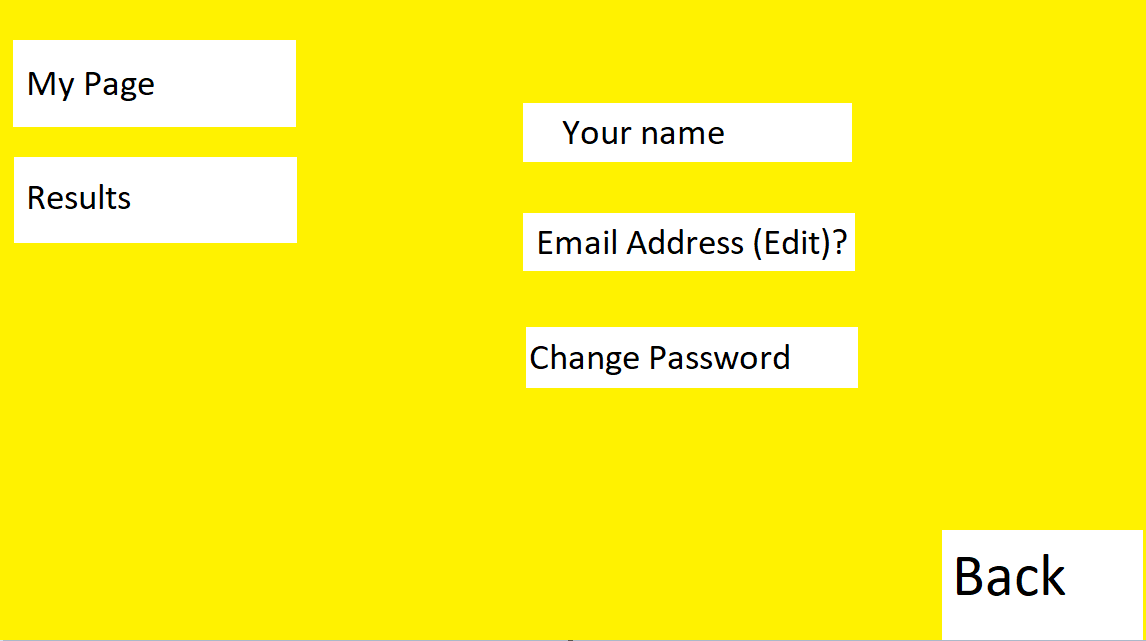 My Page
Results
Your name
Email Address (Edit)?
Change Password
Back